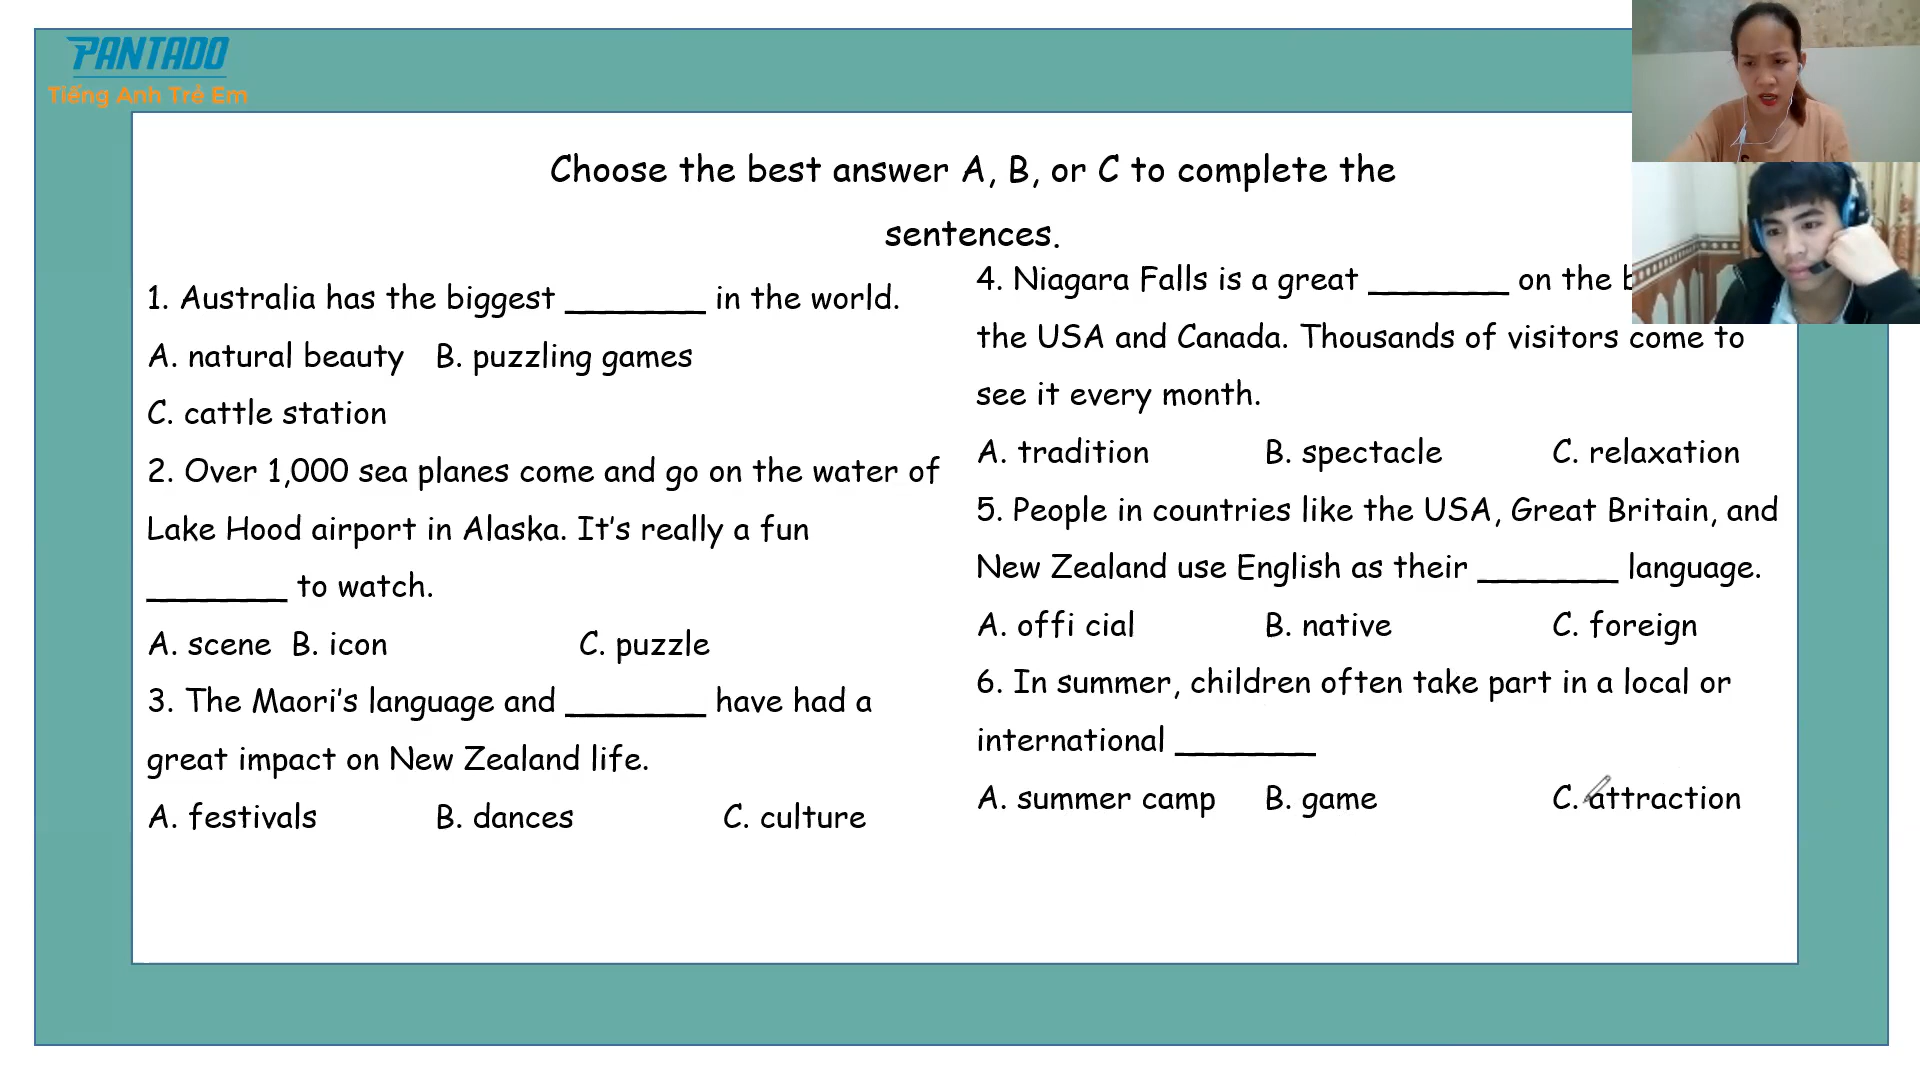 PANTADO
Tiếng Anh Trẻ Em
Choose the best answer A, B, or C to complete the
sentences.
1. Australia has the biggest _______ in the world.
A. natural beauty B. puzzling games
C. cattle station
2. Over 1,000 sea planes come and go on the water of
Lake Hood airport in Alaska. It's really a fun
_______ to watch.
A. scene B. icon C. puzzle
3. The Maori's language and _______ have had a
great impact on New Zealand life.
A. festivals B. dances C. culture
4. Niagara Falls is a great _______ on the
the USA and Canada. Thousands of visitors come to
see it every month.
A. tradition B. spectacle C. relaxation
5. People in countries like the USA, Great Britain, and
New Zealand use English as their _______ language.
A. offi cial B. native C. foreign
6. In summer, children often take part in a local or
international _______
A. summer camp B. game C. attraction